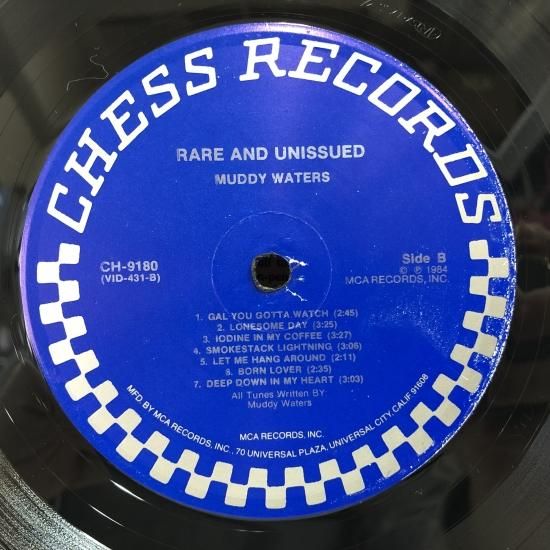 CHESS RECORDS
RARE AND UNISSUED
MUDDY WATERS
CH-9180
(VID-431-B)
Side B
© ℗ 1984
MCA RECORDS, INC.
1. GAL YOU GOTTA WATCH (2:45)
2. LONESOME DAY (3:25)
3. IODINE IN MY COFFEE (3:27)
4. SMOKESTACK LIGHTNING (3:06)
5. LET ME HANG AROUND (2:11)
6. BORN LOVER (2:35)
7. DEEP DOWN IN MY HEART (3:03)
All Tunes Written By
Muddy Waters
MCA RECORDS, INC.
MFD. BY MCA RECORDS, INC., 70 UNIVERSAL PLAZA, UNIVERSAL CITY, CALIF. 91608